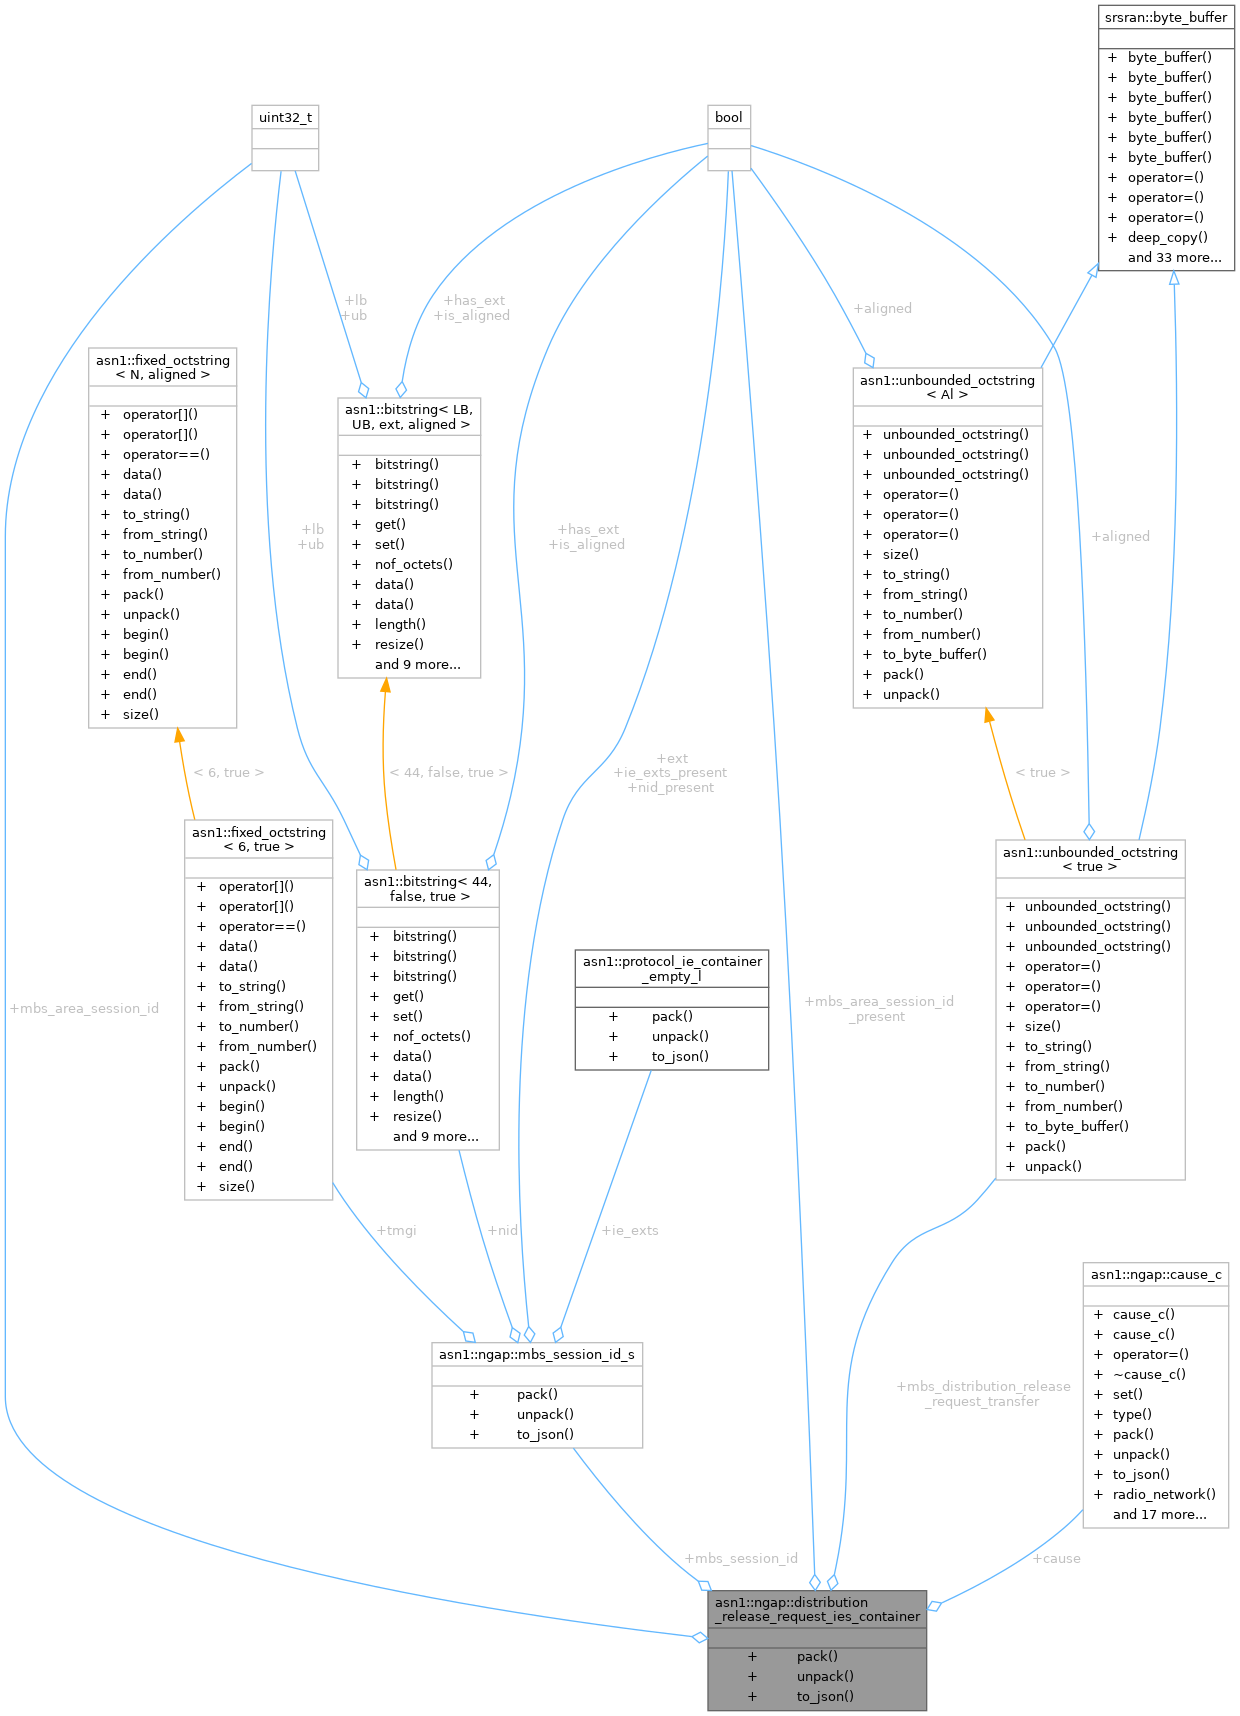 srsran::byte_buffer
+ byte_buffer()
+ byte_buffer()
+ byte_buffer()
+ byte_buffer()
+ byte_buffer()
+ byte_buffer()
+ operator=()
+ operator=()
+ operator=()
+ deep_copy()
and 33 more...
uint32_t
bool
+lb
+ub
+has_ext
+is_aligned
+aligned
asn1::fixed_octstring
< N, aligned >
+ operator[]()
+ operator[]()
+ operator==()
+ data()
+ data()
+ to_string()
+ from_string()
+ to_number()
+ from_number()
+ pack()
+ unpack()
+ begin()
+ begin()
+ end()
+ end()
+ size()
asn1::bitstring< LB,
UB, ext, aligned >
+ bitstring()
+ bitstring()
+ bitstring()
+ get()
+ set()
+ nof_octets()
+ data()
+ data()
+ length()
+ resize()
and 9 more...
asn1::unbounded_octstring
< Al >
+ unbounded_octstring()
+ unbounded_octstring()
+ unbounded_octstring()
+ operator=()
+ operator=()
+ operator=()
+ size()
+ to_string()
+ from_string()
+ to_number()
+ from_number()
+ to_byte_buffer()
+ pack()
+ unpack()
+lb
+ub
+has_ext
+is_aligned
+aligned
< 6, true >
< 44, false, true >
+ext
+ie_exts_present
+nid_present
< true >
asn1::fixed_octstring
< 6, true >
+ operator[]()
+ operator[]()
+ operator==()
+ data()
+ data()
+ to_string()
+ from_string()
+ to_number()
+ from_number()
+ pack()
+ unpack()
+ begin()
+ begin()
+ end()
+ end()
+ size()
asn1::bitstring< 44,
false, true >
+ bitstring()
+ bitstring()
+ bitstring()
+ get()
+ set()
+ nof_octets()
+ data()
+ data()
+ length()
+ resize()
and 9 more...
asn1::protocol_ie_container
_empty_l
+ pack()
+ unpack()
+ to_json()
asn1::unbounded_octstring
< true >
+ unbounded_octstring()
+ unbounded_octstring()
+ unbounded_octstring()
+ operator=()
+ operator=()
+ operator=()
+ size()
+ to_string()
+ from_string()
+ to_number()
+ from_number()
+ to_byte_buffer()
+ pack()
+ unpack()
+mbs_area_session_id
+mbs_area_session_id
_present
+tmgi
+nid
+ie_exts
asn1::ngap::cause_c
+ cause_c()
+ cause_c()
+ operator=()
+ ~cause_c()
+ set()
+ type()
+ pack()
+ unpack()
+ to_json()
+ radio_network()
and 17 more...
asn1::ngap::mbs_session_id_s
+ pack()
+ unpack()
+ to_json()
+mbs_distribution_release
_request_transfer
+mbs_session_id
+cause
asn1::ngap::distribution
_release_request_ies_container
+ pack()
+ unpack()
+ to_json()